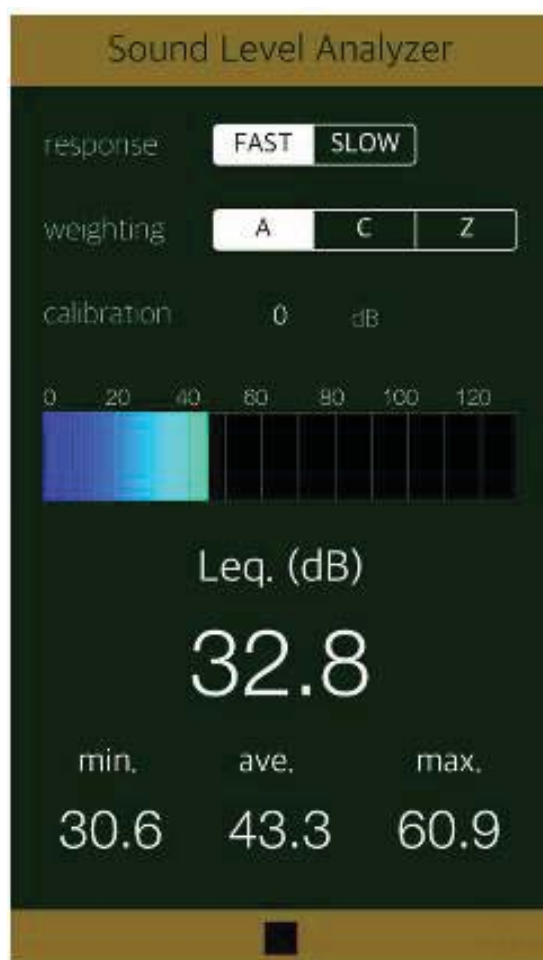 Sound Level Analyzer
response FAST SLOW
weighting A C Z
calibration 0 dB
0 20 40 60 80 100 120
Leq. (dB)
32.8
min. ave. max.
30.6 43.3 60.9